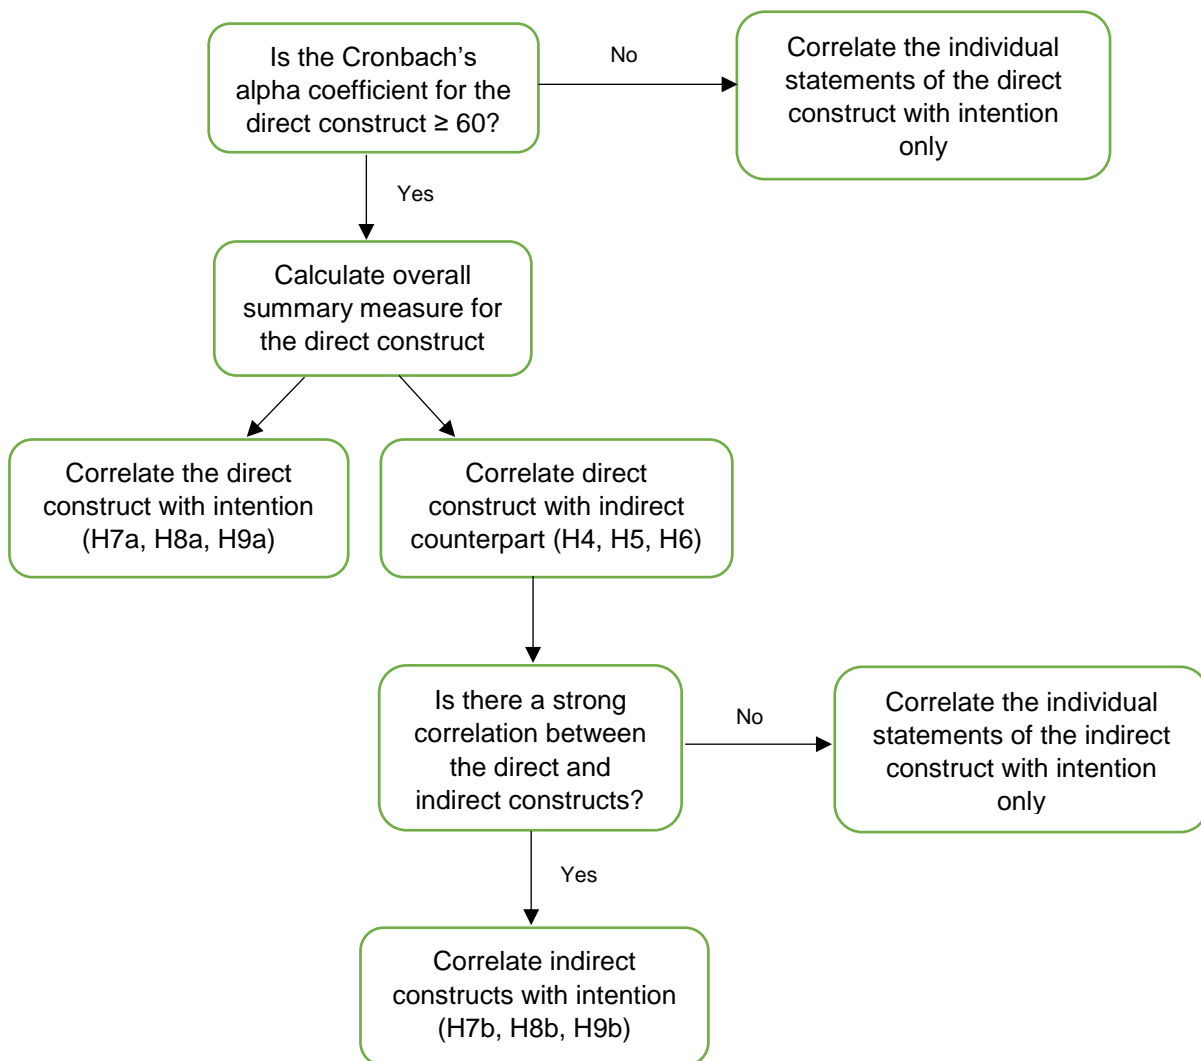 Is the Cronbach’s
alpha coefficient for the
direct construct ≥ 60?
No
Correlate the individual
statements of the direct
construct with intention
only
Yes
Calculate overall
summary measure for
the direct construct
Correlate the direct
construct with intention
(H7a, H8a, H9a)
Correlate direct
construct with indirect
counterpart (H4, H5, H6)
Is there a strong
correlation between
the direct and
indirect constructs?
No
Correlate the individual
statements of the indirect
construct with intention
only
Yes
Correlate indirect
constructs with intention
(H7b, H8b, H9b)